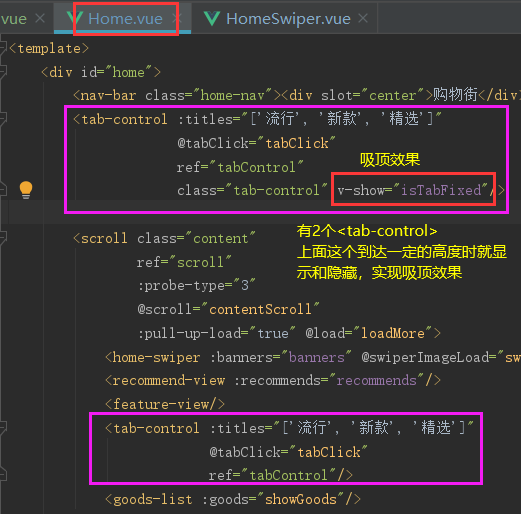 .vue × Home.vue × HomeSwiper.vue ×
<template>
<div id="home">
<nav-bar class="home-nav"><div slot="center">购物街</div
<tab-control :titles="['流行', '新款', '精选']"
@tabClick="tabClick"
吸顶效果
ref="tabControl"
class="tab-control" v-show="isTabFixed"/>
有2个<tab-control>
<scroll class="content"
上面这个到达一定的高度时就显
ref="scroll"
示和隐藏，实现吸顶效果
:probe-type="3"
@scroll="contentScroll"
:pull-up-load="true" @load="loadMore">
<home-swiper :banners="banners" @swiperImageLoad="sw
<recommend-view :recommends="recommends"/>
<feature-view/>
<tab-control :titles="['流行', '新款', '精选']"
@tabClick="tabClick"
ref="tabControl"/>
<goods-list :goods="showGoods"/>